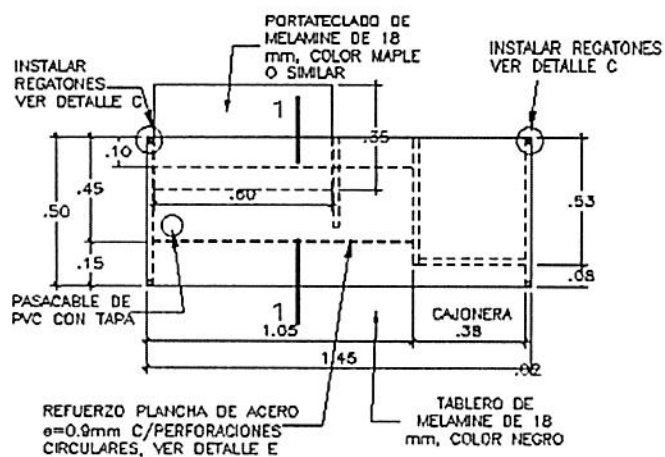 PORTATECLADO DE
MELAMINE DE 18
mm, COLOR MAPLE
O SIMILAR
INSTALAR
REGATONES
VER DETALLE C
INSTALAR REGATONES
VER DETALLE C
1
.35
.10
.45
.50
.60
.53
.15
.08
1
PASACABLE DE
PVC CON TAPA
1.05
CAJONERA
.38
1.45
.02
REFUERZO PLANCHA DE ACERO
e=0.9mm C/PERFORACIONES
CIRCULARES, VER DETALLE E
TABLERO DE
MELAMINE DE 18
mm, COLOR NEGRO